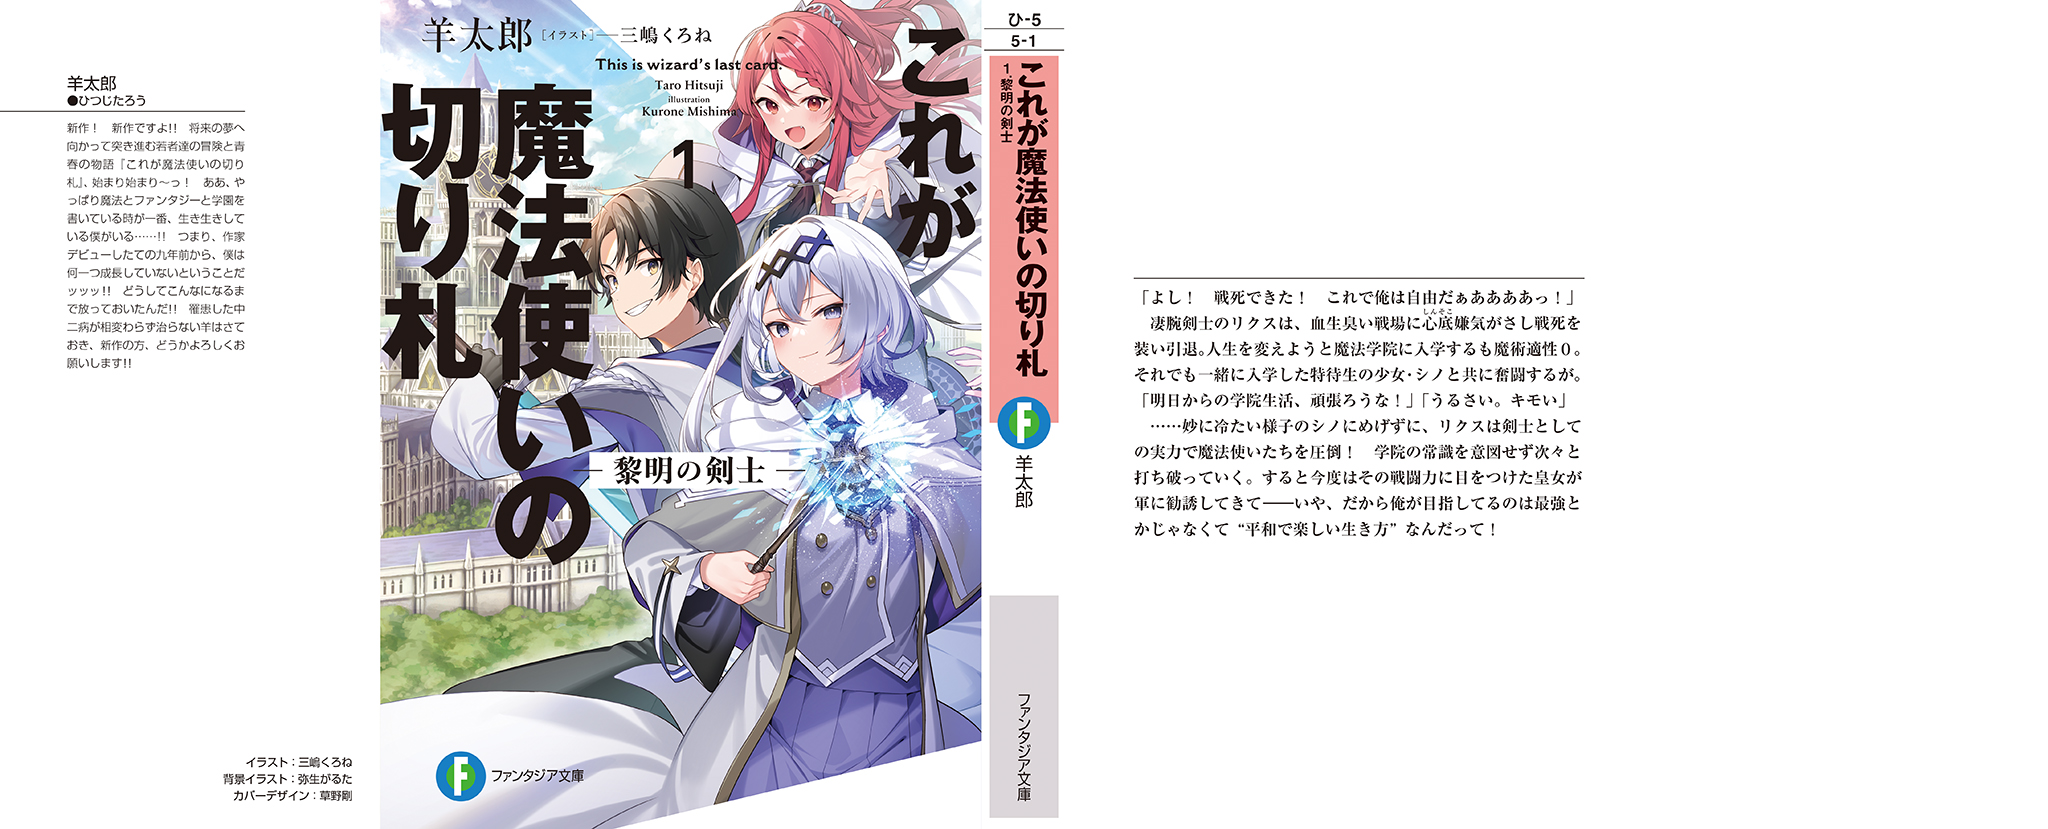 羊太郎
●ひつじたろう
新作！　新作ですよ!!　将来の夢へ
向かって突き進む若者達の冒険と青
春の物語『これが魔法使いの切り
札』、始まり始まり～っ！　ああ、や
っぱり魔法とファンタジーと学園を
書いている時が一番、生き生きして
いる僕がいる……!!　つまり、作家
デビューしたての九年前から、僕は
何一つ成長していないということだ
ッッッ!!　どうしてこんなになるま
で放っておいたんだ!!　罹患した中
二病が相変わらず治らない羊はさて
おき、新作の方、どうかよろしくお
願いします!!
イラスト：三嶋くろね
背景イラスト：弥生がるた
カバーデザイン：草野剛
羊太郎 [イラスト]―三嶋くろね
This is wizard's last card.
Taro Hitsuji
illustration
Kurone Mishima
これが
魔法使いの
切り札
1
― 黎明の剣士 ―
ファンタジア文庫
ひ-5
5-1
これが魔法使いの切り札
1.黎明の剣士
羊太郎
ファンタジア文庫
「よし！　戦死できた！　これで俺は自由だぁああああっ！」
しんそこ
　凄腕剣士のリクスは、血生臭い戦場に心底嫌気がさし戦死を
装い引退。人生を変えようと魔法学院に入学するも魔術適性０。
それでも一緒に入学した特待生の少女・シノと共に奮闘するが。
「明日からの学院生活、頑張ろうな！」「うるさい。キモい」
　……妙に冷たい様子のシノにめげずに、リクスは剣士として
の実力で魔法使いたちを圧倒！　学院の常識を意図せず次々と
打ち破っていく。すると今度はその戦闘力に目をつけた皇女が
軍に勧誘してきて――いや、だから俺が目指してるのは最強と
かじゃなくて“平和で楽しい生き方”なんだって！